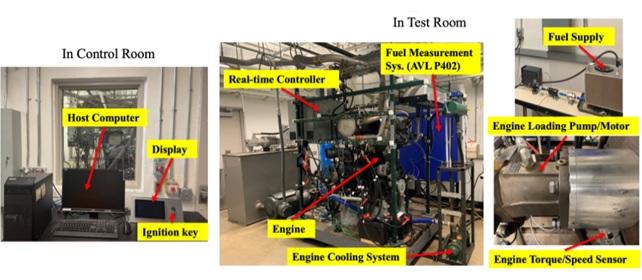 In Control Room
Host Computer
Display
Ignition key
In Test Room
Real-time Controller
Fuel Measurement
Sys. (AVL P402)
Engine
Engine Cooling System
Fuel Supply
Engine Loading Pump/Motor
Engine Torque/Speed Sensor